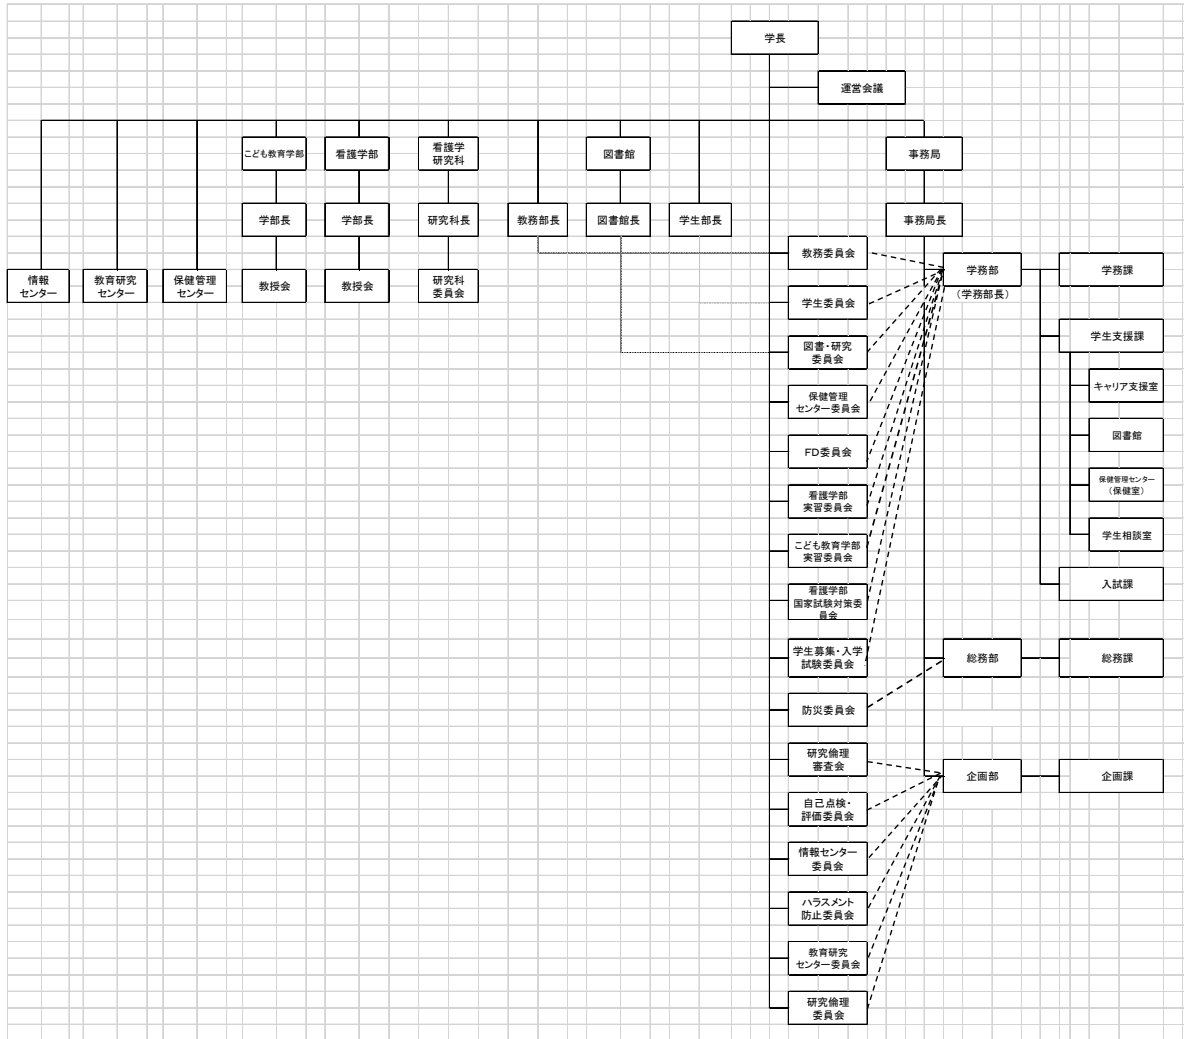 学長
運営会議
こども教育学部
看護学部
看護学
研究科
図書館
事務局
学部長
学部長
研究科長
教務部長
図書館長
学生部長
事務局長
情報
センター
教育研究
センター
保健管理
センター
教授会
教授会
研究科
委員会
教務委員会
学生委員会
図書・研究
委員会
保健管理
センター委員会
FD委員会
看護学部
実習委員会
こども教育学部
実習委員会
看護学部
国家試験対策委
員会
学生募集・入学
試験委員会
防災委員会
研究倫理
審査会
自己点検・
評価委員会
情報センター
委員会
ハラスメント
防止委員会
教育研究
センター委員会
研究倫理
委員会
学務部
（学務部長）
総務部
企画部
学務課
学生支援課
キャリア支援室
図書館
保健管理センター
（保健室）
学生相談室
入試課
総務課
企画課